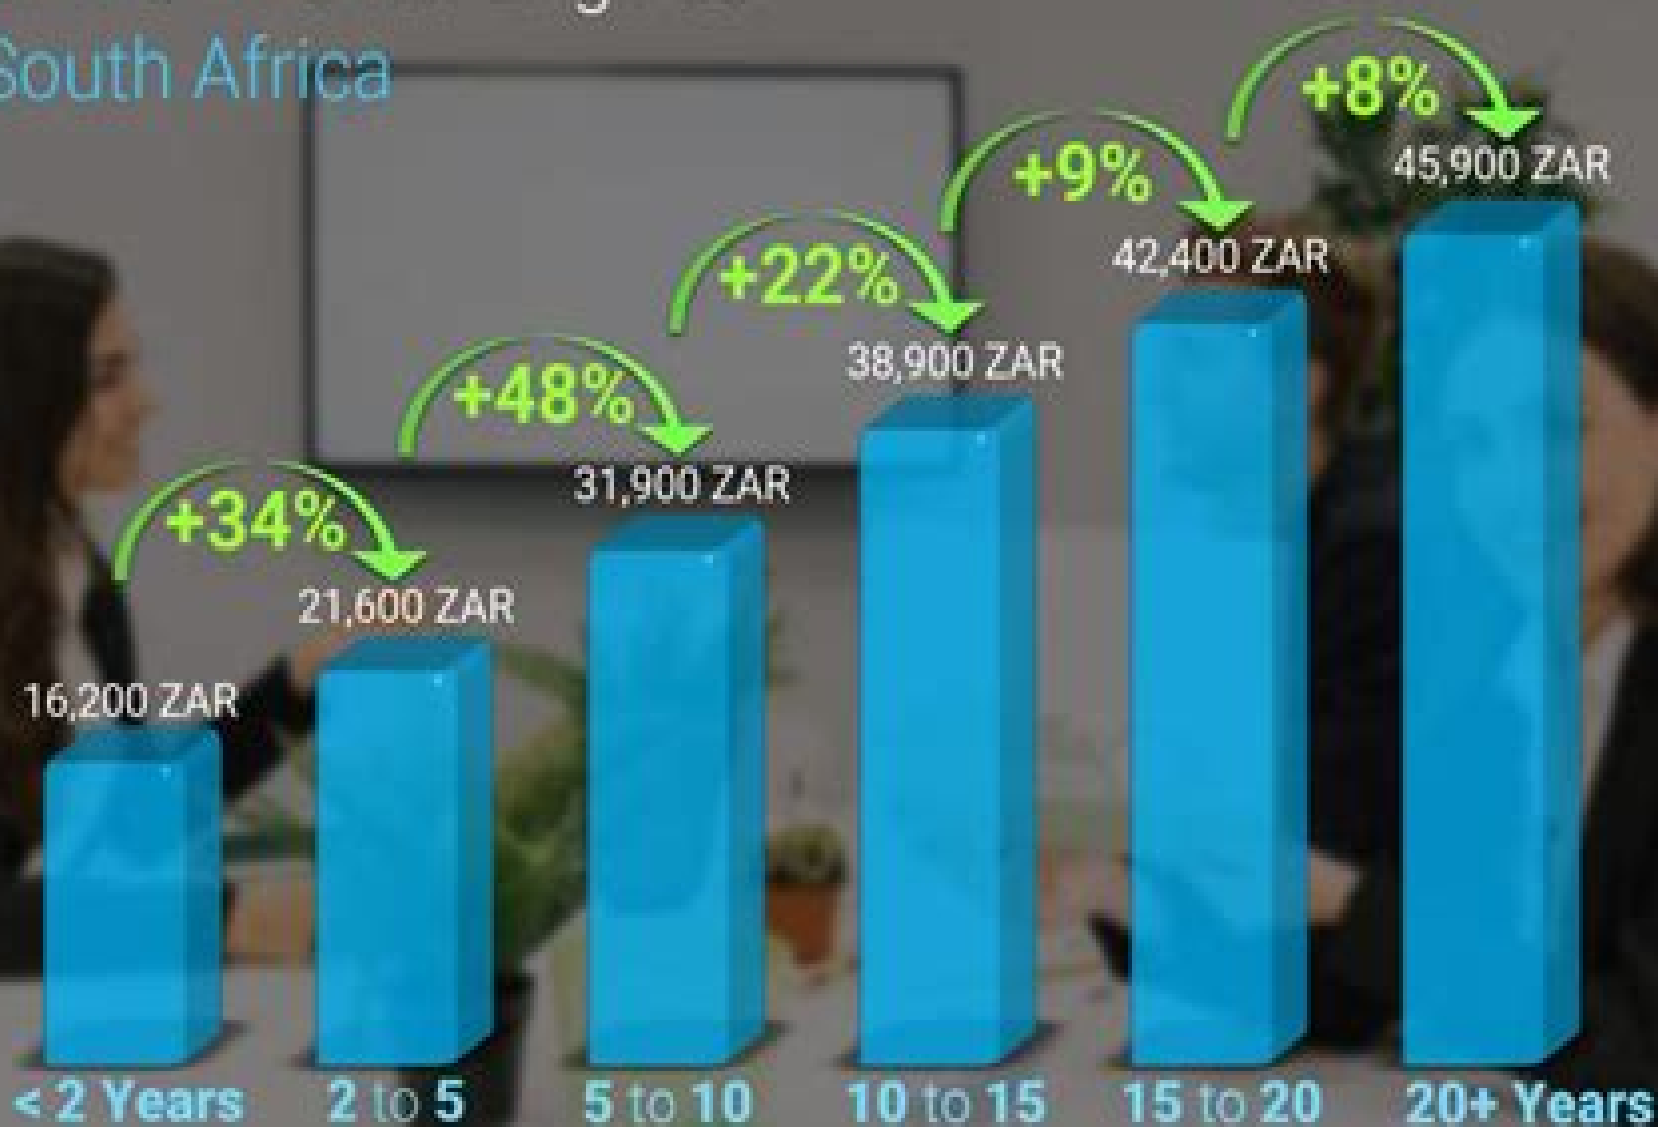 South Africa
+8%
45,900 ZAR
+9%
42,400 ZAR
+22%
38,900 ZAR
+48%
31,900 ZAR
+34%
21,600 ZAR
16,200 ZAR
< 2 Years 2 to 5 5 to 10 10 to 15 15 to 20 20+ Years